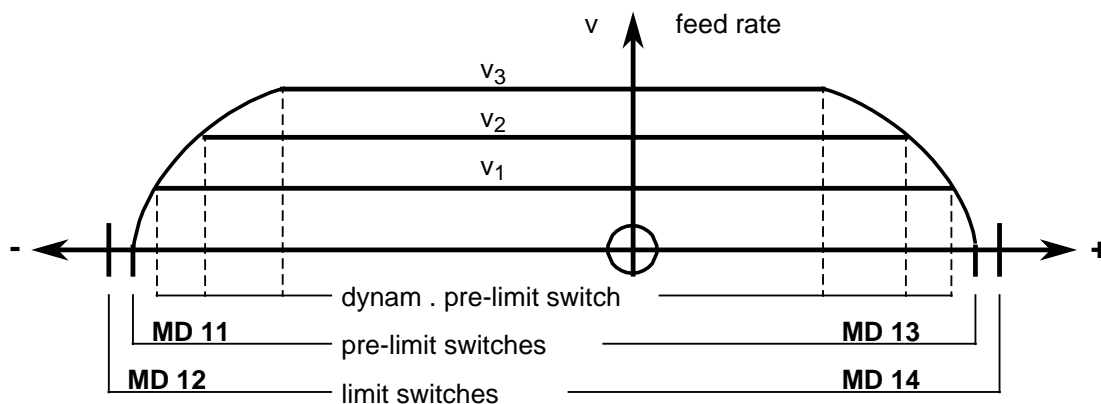 v feed rate
v3
v2
v1
- +
dynam . pre-limit switch
MD 11 MD 13
pre-limit switches
MD 12 MD 14
limit switches